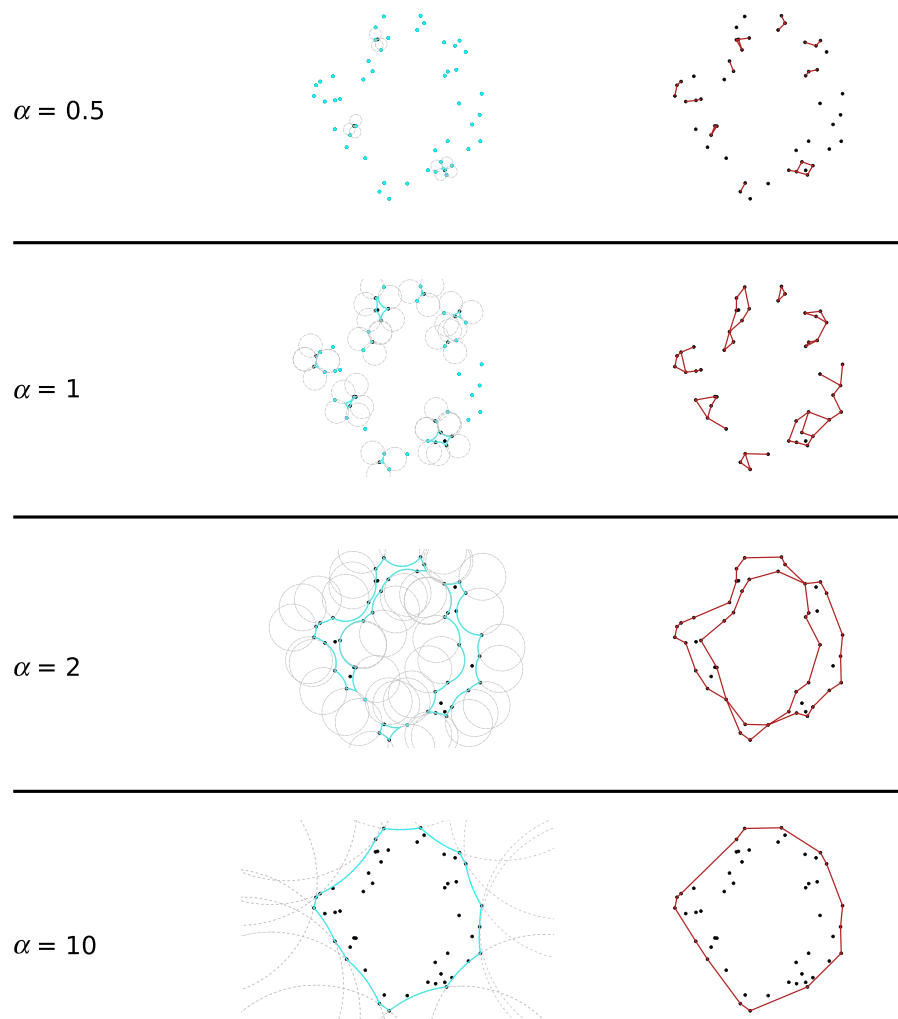 α = 0.5
α = 1
α = 2
α = 10